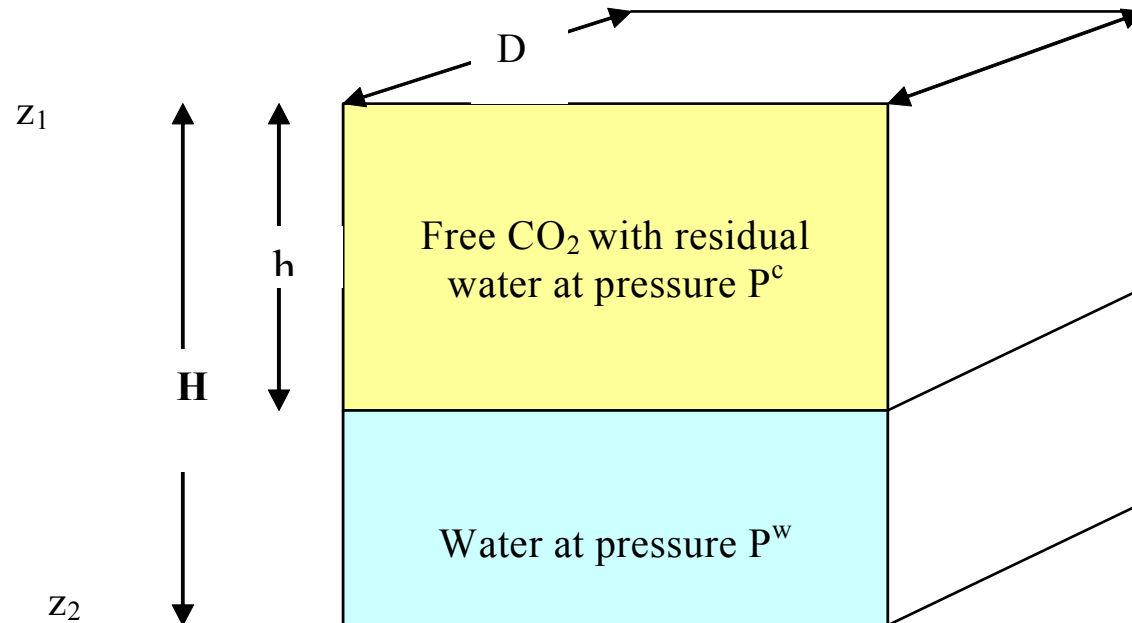 D
z₁
Free CO₂ with residual
water at pressure Pᶜ
h
H
Water at pressure Pʷ
z₂